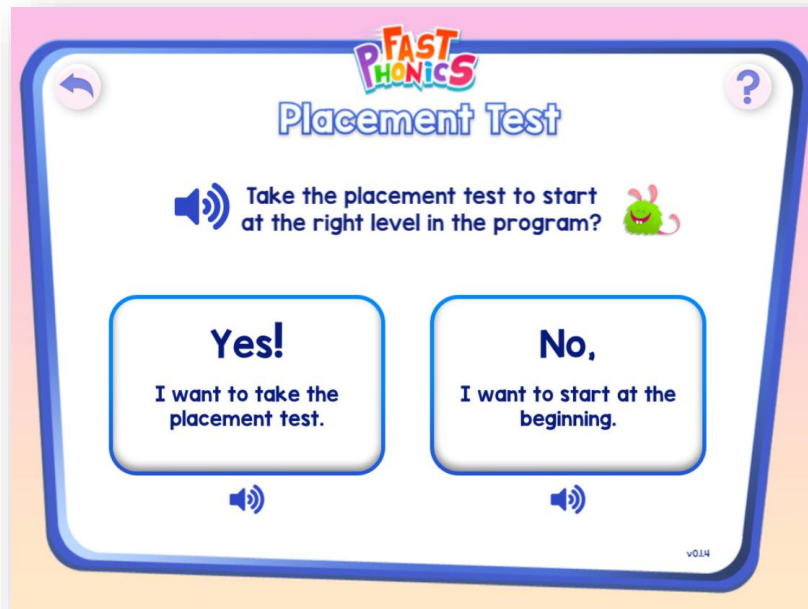 FAST
PHONICS
Placement Test
Take the placement test to start
at the right level in the program?
?
Yes!
I want to take the
placement test.
No,
I want to start at the
beginning.
v0.1.4